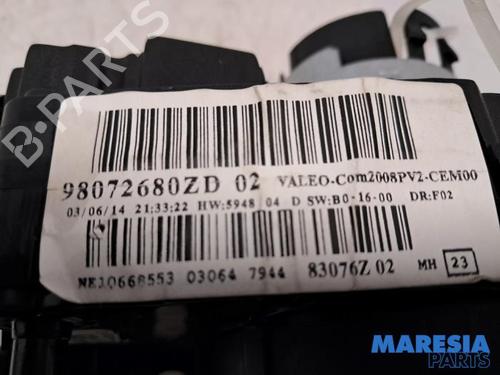 98072680ZD 02 VALEO-Com2008PV2-CEM00
03/06/14 21:33:22 HW:5948 04 D SW:B0-16-00 DR:F02
NE10668553 03064 7944 83076Z 02 MH 23
B-PARTS
MARESIA
PARTS